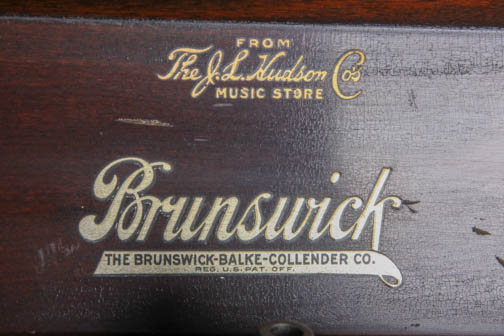 FROM
The J.L. Hudson Co's
MUSIC STORE
Brunswick
THE BRUNSWICK-BALKE-COLLENDER CO.
REG. U.S. PAT. OFF.